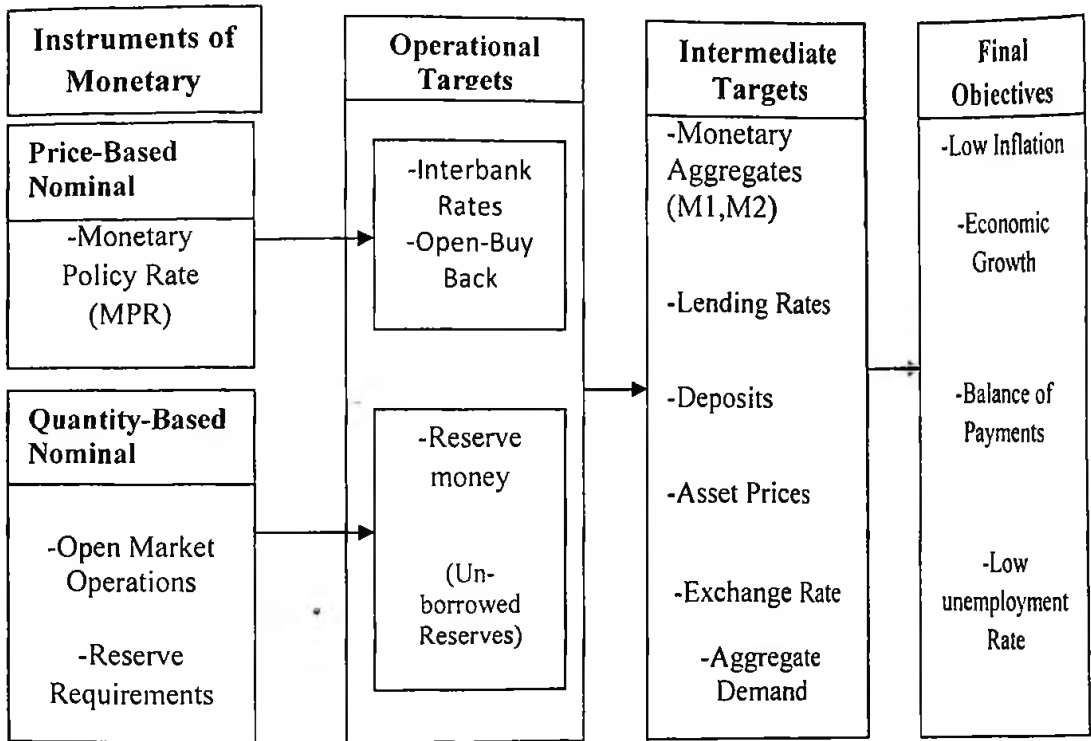 Instruments of
Monetary
Price-Based
Nominal
-Monetary
Policy Rate
(MPR)
Quantity-Based
Nominal
-Open Market
Operations
-Reserve
Requirements
Operational
Targets
-Interbank
Rates
-Open-Buy
Back
-Reserve
money
(Un-
borrowed
Reserves)
Intermediate
Targets
-Monetary
Aggregates
(M1,M2)
-Lending Rates
-Deposits
-Asset Prices
-Exchange Rate
-Aggregate
Demand
Final
Objectives
-Low Inflation
-Economic
Growth
-Balance of
Payments
-Low
unemployment
Rate